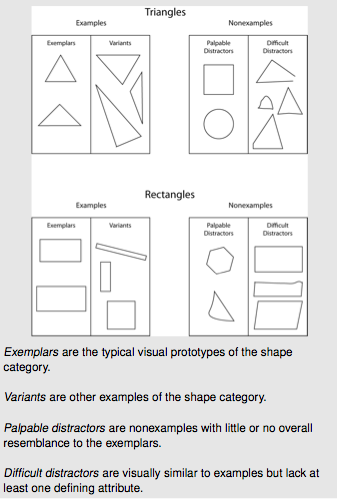 Triangles
Examples Nonexamples
Exemplars Variants Palpable Distractors Difficult Distractors
Rectangles
Examples Nonexamples
Exemplars Variants Palpable Distractors Difficult Distractors
Exemplars are the typical visual prototypes of the shape
category.
Variants are other examples of the shape category.
Palpable distractors are nonexamples with little or no overall
resemblance to the exemplars.
Difficult distractors are visually similar to examples but lack at
least one defining attribute.